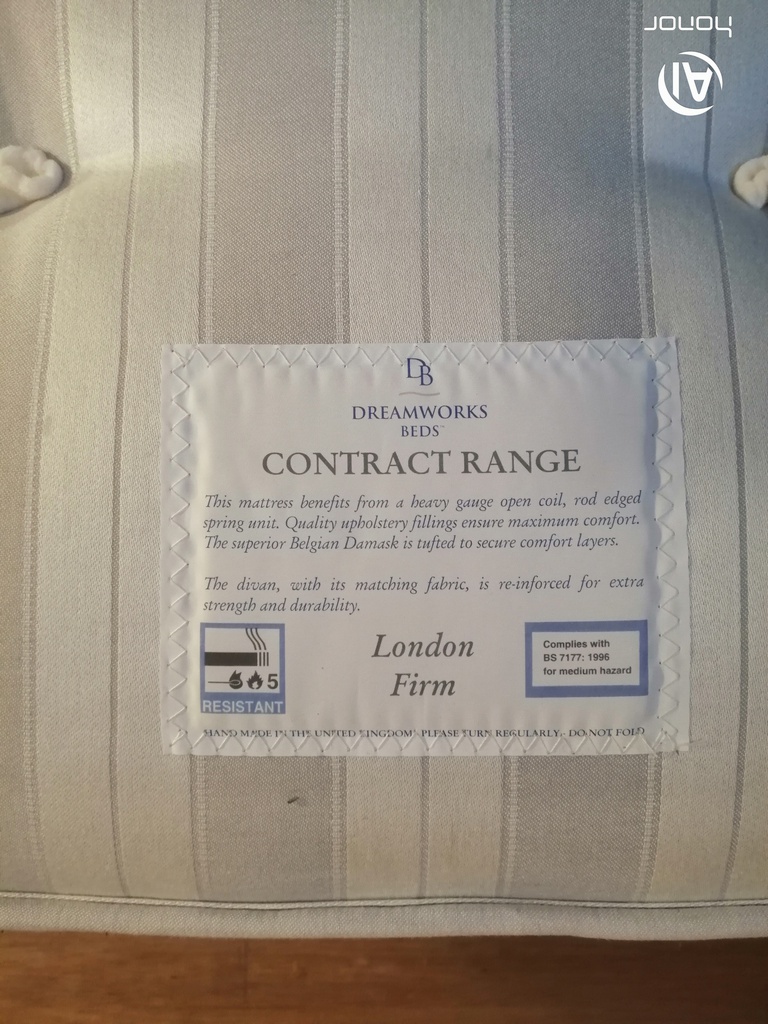 honor
AI
DB
DREAMWORKS
BEDS™
CONTRACT RANGE
This mattress benefits from a heavy gauge open coil, rod edged
spring unit. Quality upholstery fillings ensure maximum comfort.
The superior Belgian Damask is tufted to secure comfort layers.
The divan, with its matching fabric, is re-inforced for extra
strength and durability.
5
RESISTANT
London
Firm
Complies with
BS 7177: 1996
for medium hazard
HAND MADE IN THE UNITED KINGDOM · PLEASE TURN REGULARLY · DO NOT FOLD